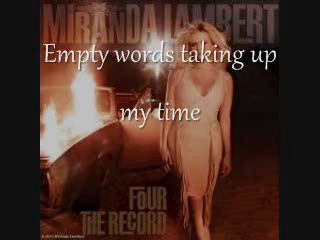 MIRANDA LAMBERT
Empty words taking up
my time
FOUR
THE RECORD